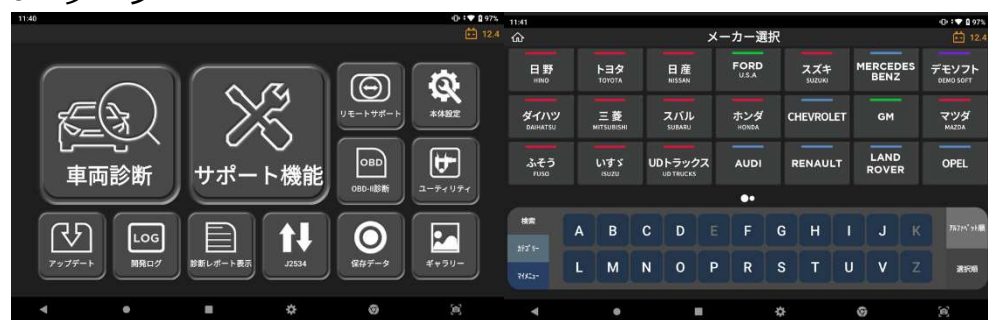 11:40
97%
12.4
車両診断
サポート機能
リモートサポート
本体設定
OBD
OBD-II診断
ユーティリティ
アップデート
LOG
開発ログ
診断レポート表示
J2534
保存データ
ギャラリー
11:41
97%
メーカー選択
12.4
日野
HINO
トヨタ
TOYOTA
日産
NISSAN
FORD
U.S.A
スズキ
SUZUKI
MERCEDES
BENZ
デモソフト
DEMO SOFT
ダイハツ
DAIHATSU
三菱
MITSUBISHI
スバル
SUBARU
ホンダ
HONDA
CHEVROLET
GM
マツダ
MAZDA
ふそう
FUSO
いすゞ
ISUZU
UDトラックス
UD TRUCKS
AUDI
RENAULT
LAND
ROVER
OPEL
検索
A B C D E F G H I J K
アルファベット順
カテゴリー
マイメニュー
L M N O P R S T U V Z
選択順